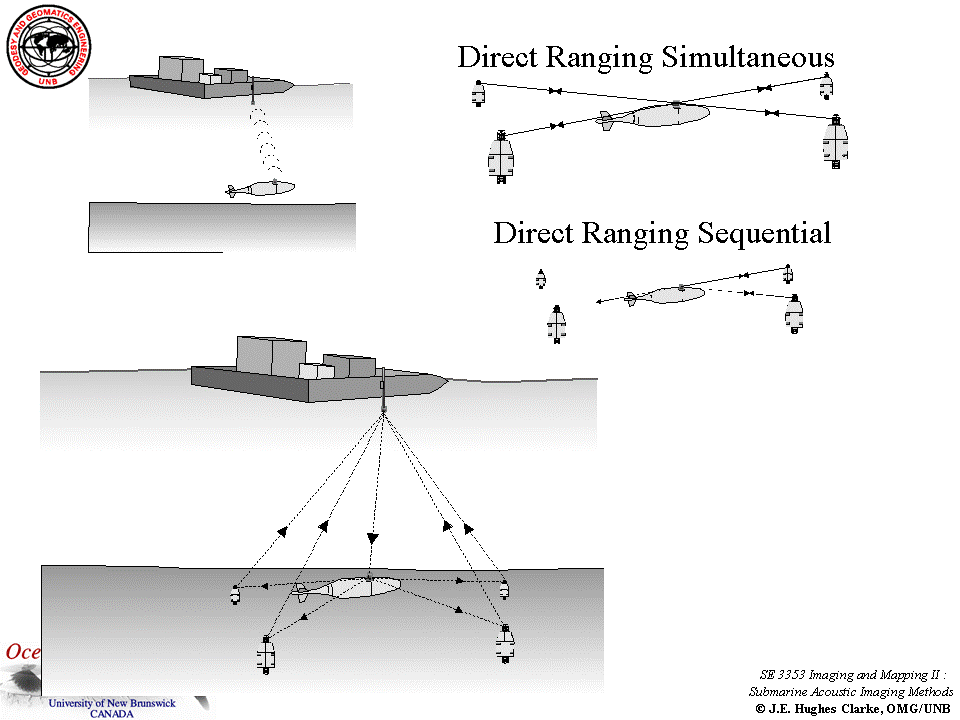 GEODESY AND GEOMATICS ENGINEERING
UNB
Direct Ranging Simultaneous
Direct Ranging Sequential
Oce
University of New Brunswick
CANADA
SE 3353 Imaging and Mapping II :
Submarine Acoustic Imaging Methods
© J.E. Hughes Clarke, OMG/UNB